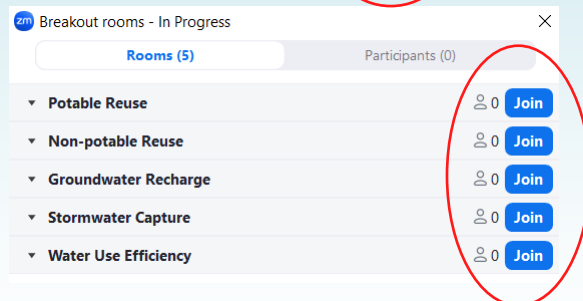 zm Breakout rooms - In Progress
Rooms (5) Participants (0)
Potable Reuse 0 Join
Non-potable Reuse 0 Join
Groundwater Recharge 0 Join
Stormwater Capture 0 Join
Water Use Efficiency 0 Join